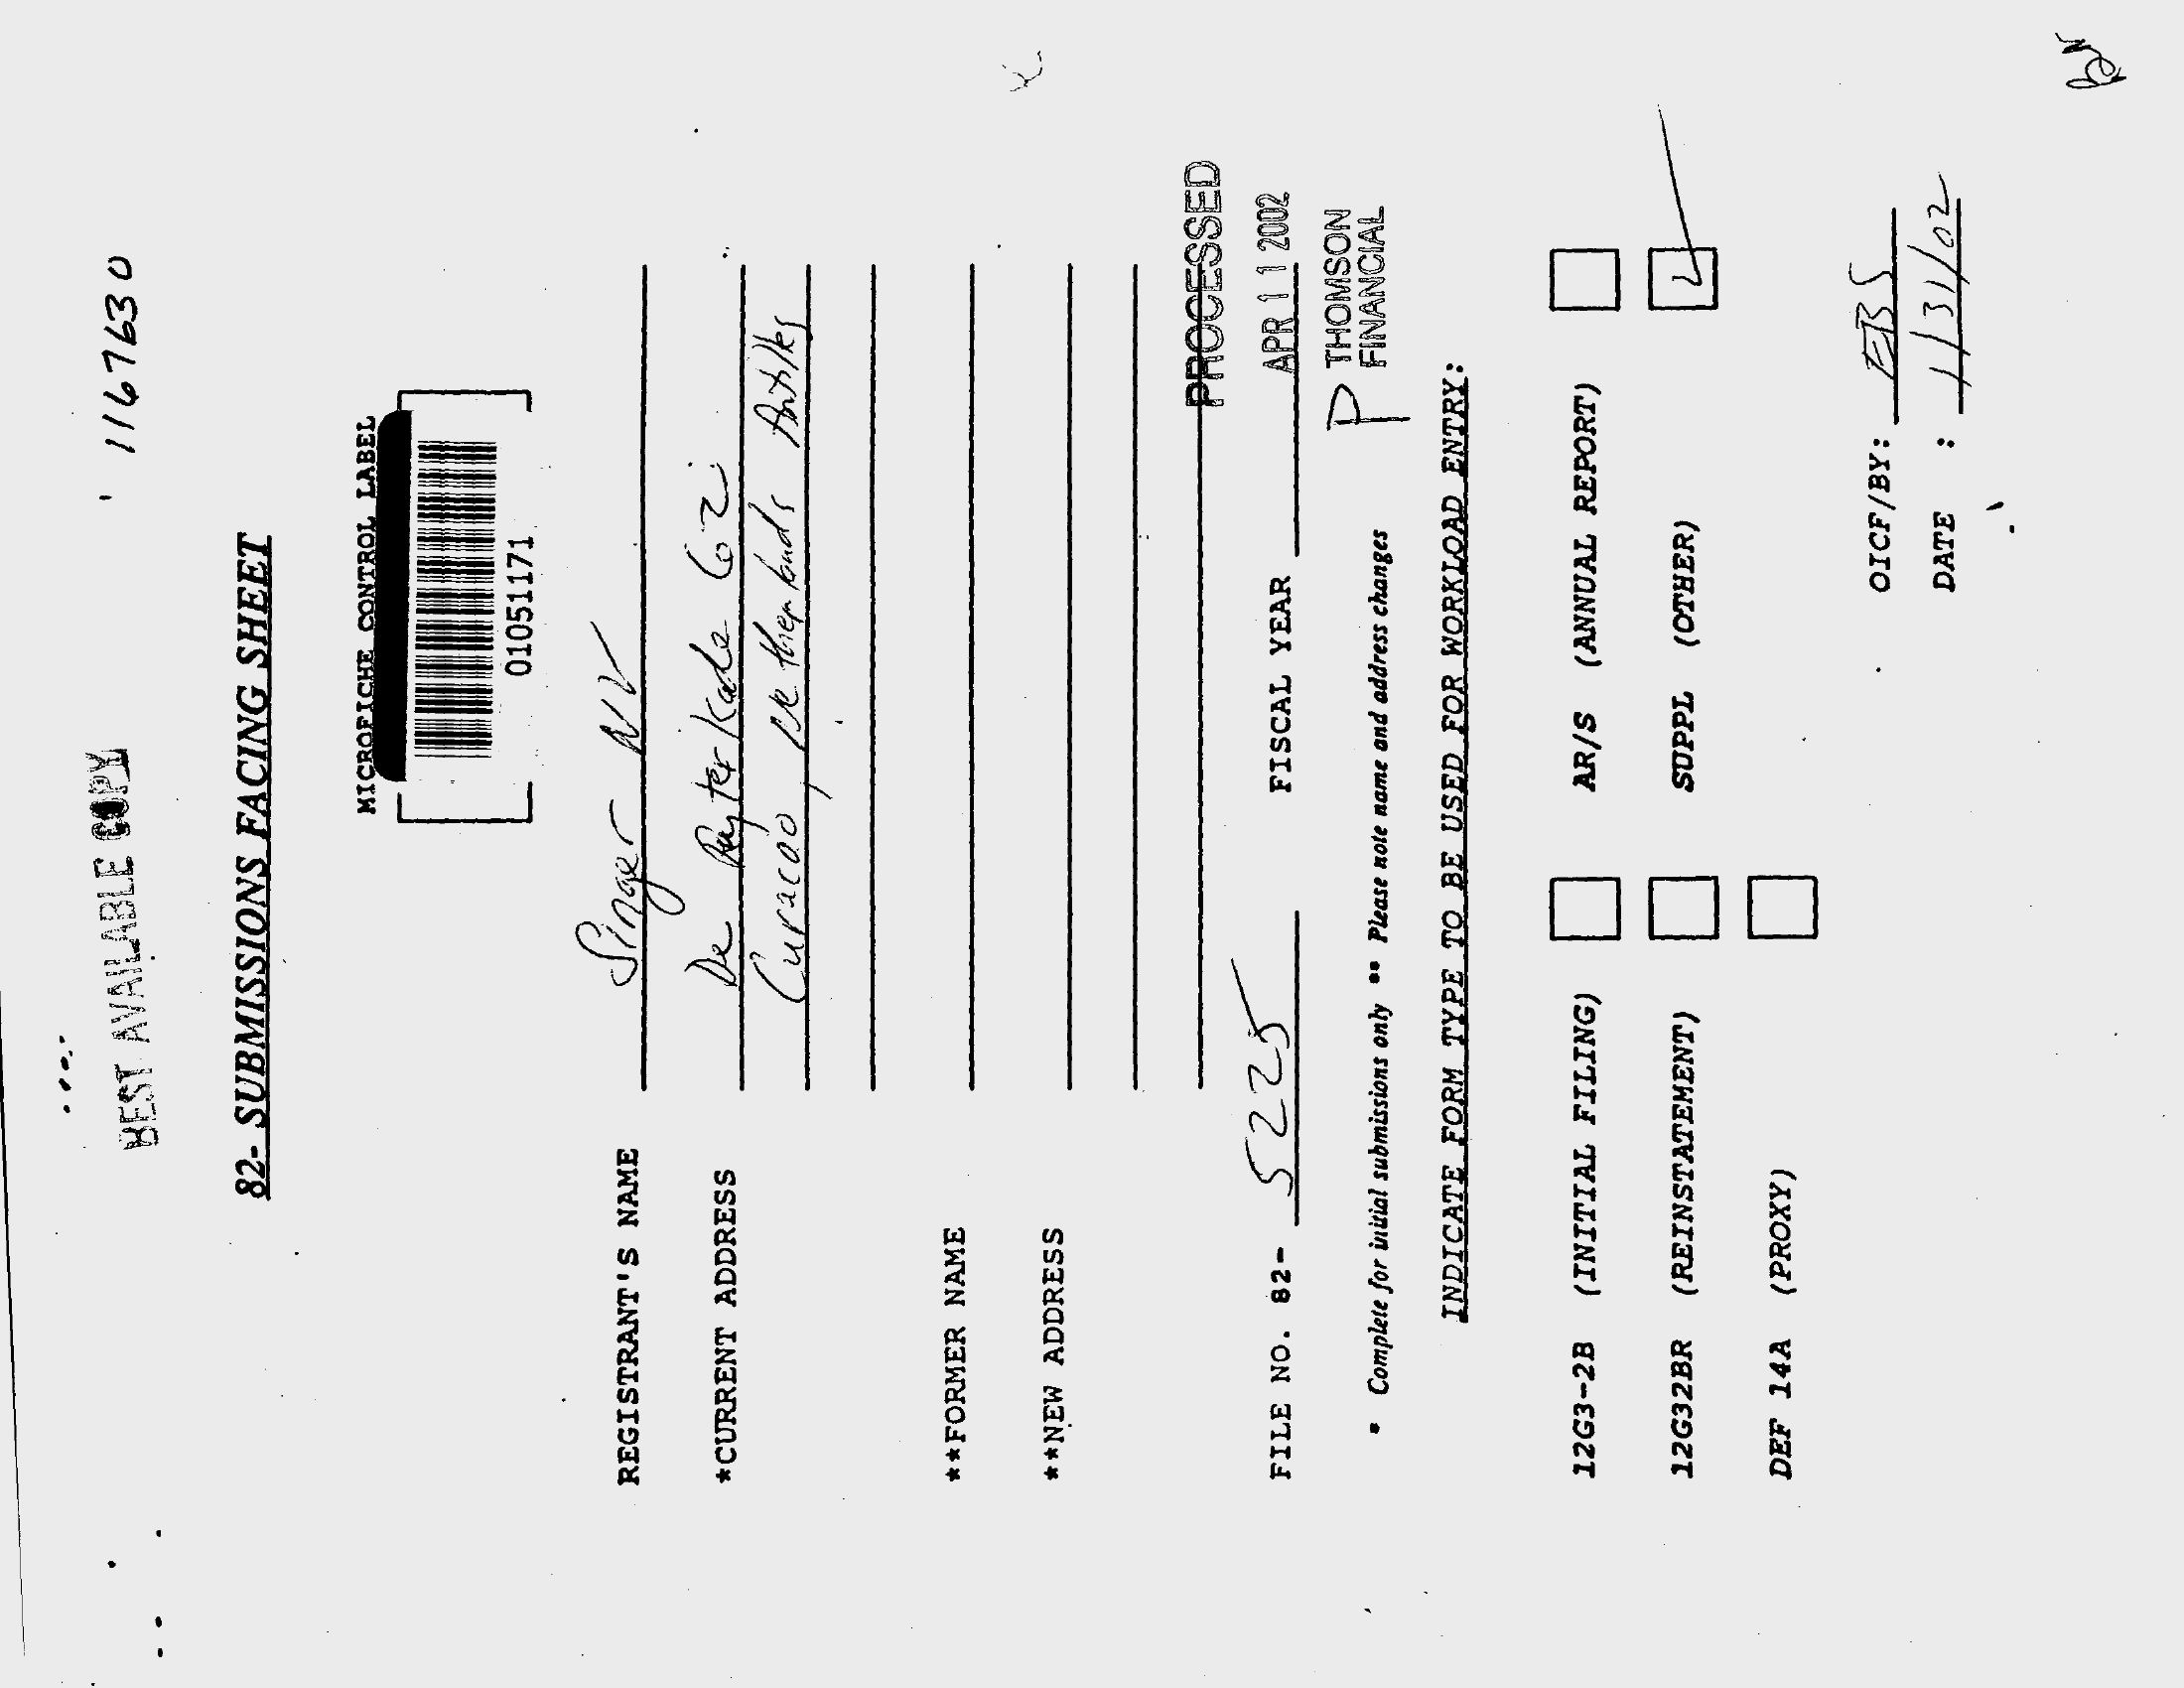 1167630
BEST AVAILABLE COPY
82- SUBMISSIONS FACING SHEET
MICROFICHE CONTROL LABEL
01051171
REGISTRANT'S NAME Singer NV
*CURRENT ADDRESS De Ruyterkade 62
Curacao, Netherlands Antilles
**FORMER NAME
**NEW ADDRESS
PROCESSED
FILE NO. 82- 5225 FISCAL YEAR APR 11 2002
P THOMSON
FINANCIAL
* Complete for initial submissions only ** Please note name and address changes
INDICATE FORM TYPE TO BE USED FOR WORKLOAD ENTRY:
12G3-2B (INITIAL FILING) AR/S (ANNUAL REPORT)
12G32BR (REINSTATEMENT) SUPPL (OTHER)
DEF 14A (PROXY)
OICF/BY: EBS
DATE : 1/31/02